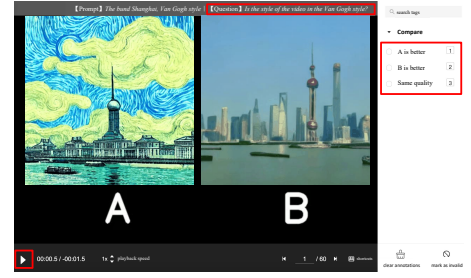 【Prompt】The bund Shanghai, Van Gogh style
【Question】Is the style of the video in the Van Gogh style?
A
B
00:00.5 / -00:01.5
1x
playback speed
1 / 60
shortcuts
search tags
Compare
A is better 1
B is better 2
Same quality 3
clear annotations
mark as invalid